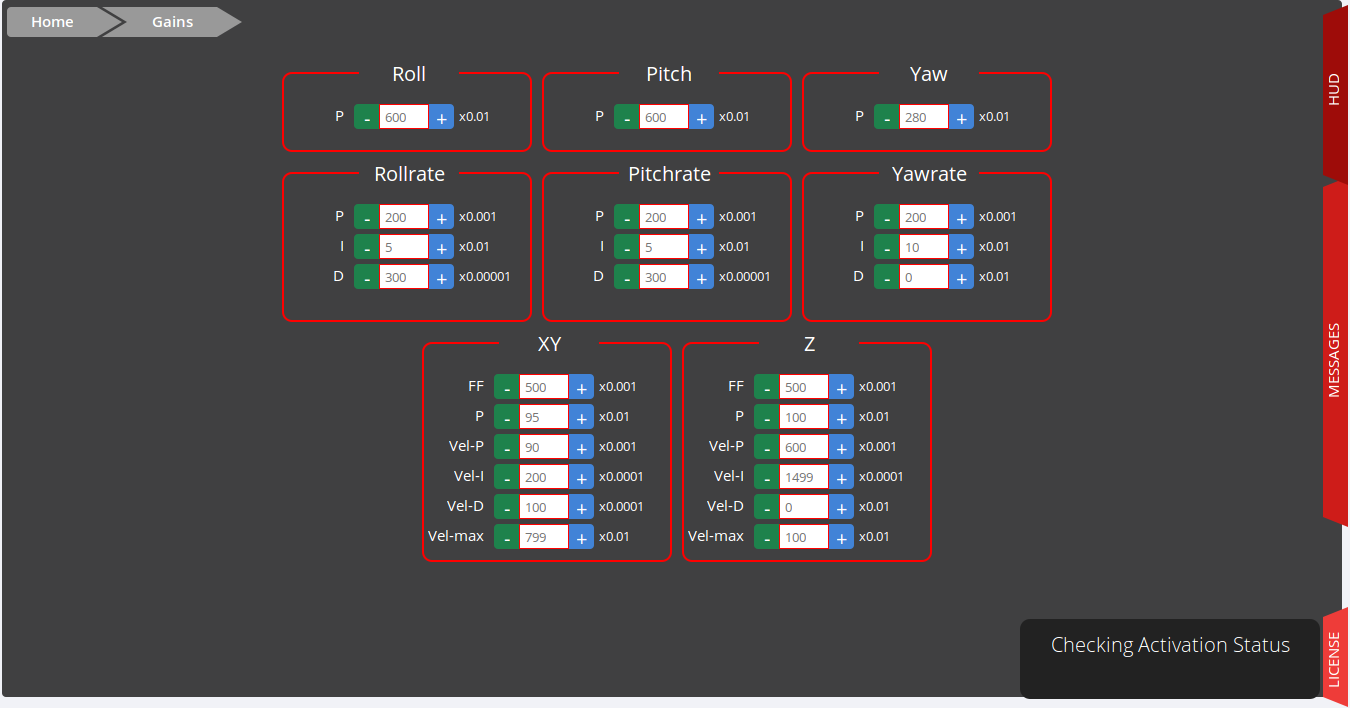 Home Gains
HUD
Roll Pitch Yaw
P - 600 + x0.01 P - 600 + x0.01 P - 280 + x0.01
Rollrate Pitchrate Yawrate
P - 200 + x0.001 P - 200 + x0.001 P - 200 + x0.001
I - 5 + x0.01 I - 5 + x0.01 I - 10 + x0.01
D - 300 + x0.00001 D - 300 + x0.00001 D - 0 + x0.01
MESSAGES
XY Z
FF - 500 + x0.001 FF - 500 + x0.001
P - 95 + x0.01 P - 100 + x0.01
Vel-P - 90 + x0.001 Vel-P - 600 + x0.001
Vel-I - 200 + x0.0001 Vel-I - 1499 + x0.0001
Vel-D - 100 + x0.0001 Vel-D - 0 + x0.01
Vel-max - 799 + x0.01 Vel-max - 100 + x0.01
Checking Activation Status
LICENSE